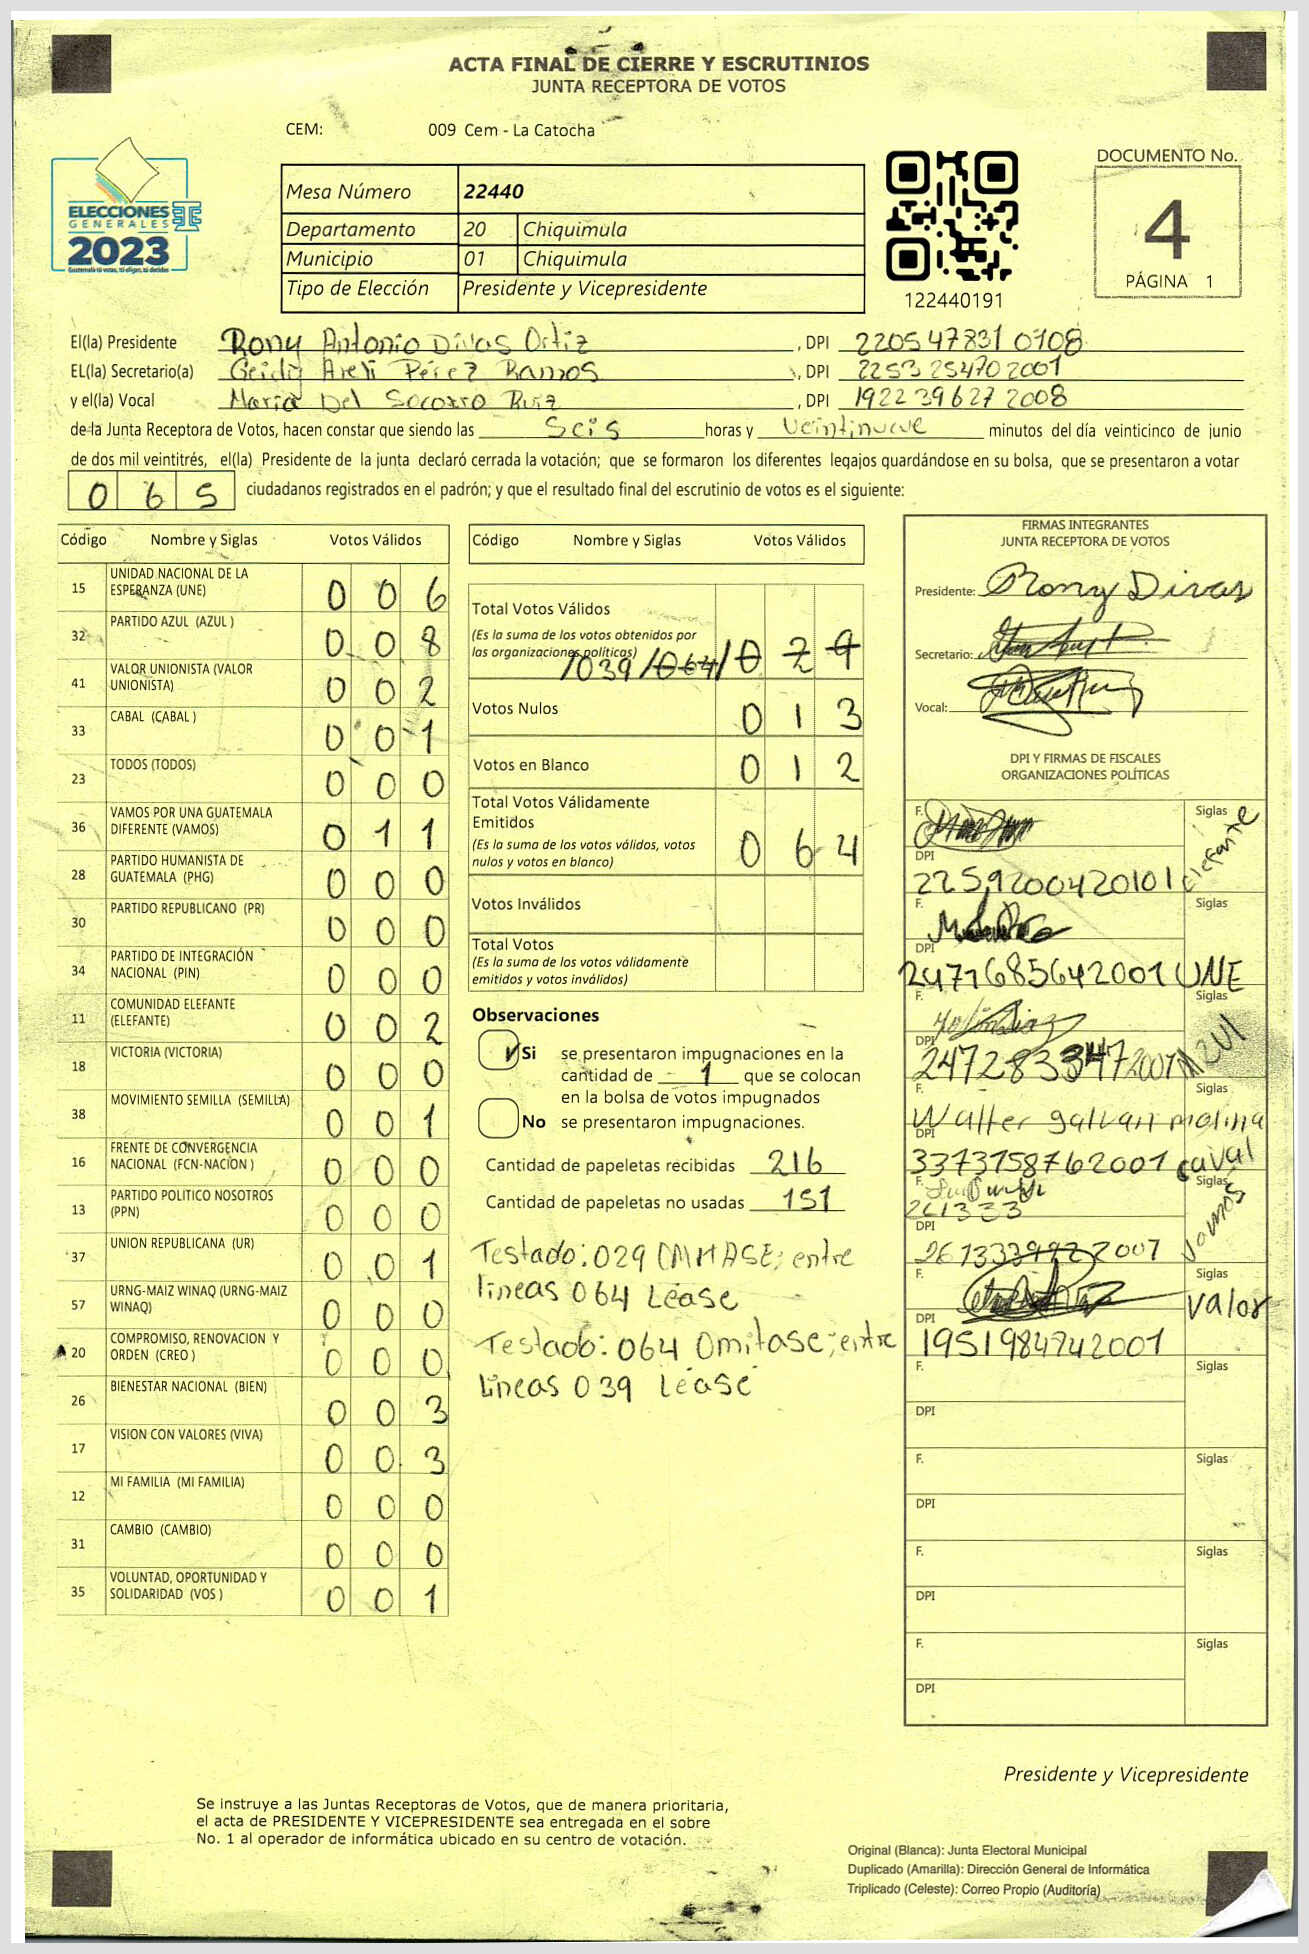 ACTA FINAL DE CIERRE Y ESCRUTINIOS
JUNTA RECEPTORA DE VOTOS
CEM: 009 Cem - La Catocha
ELECCIONES
GENERALES
2023
Guatemala tú votas, tú eliges, tú decides
Mesa Número 22440
Departamento 20 Chiquimula
Municipio 01 Chiquimula
Tipo de Elección Presidente y Vicepresidente
122440191
DOCUMENTO No.
4
PÁGINA 1
El(la) Presidente Rony Antonio Divas Ortiz , DPI 2205 47831 0108
EL(la) Secretario(a) Geidy Areli Pérez Ramos , DPI 2253 25470 2001
y el(la) Vocal Maria Del Socorro Ruiz , DPI 1922 39627 2008
de la Junta Receptora de Votos, hacen constar que siendo las Seis horas y Veintinueve minutos del día veinticinco de junio
de dos mil veintitrés, el(la) Presidente de la junta declaró cerrada la votación; que se formaron los diferentes legajos quardándose en su bolsa, que se presentaron a votar
0 6 5 ciudadanos registrados en el padrón; y que el resultado final del escrutinio de votos es el siguiente:
Código Nombre y Siglas Votos Válidos
15 UNIDAD NACIONAL DE LA ESPERANZA (UNE) 0 0 6
32 PARTIDO AZUL (AZUL ) 0 0 8
41 VALOR UNIONISTA (VALOR UNIONISTA) 0 0 2
33 CABAL (CABAL ) 0 0 1
23 TODOS (TODOS) 0 0 0
36 VAMOS POR UNA GUATEMALA DIFERENTE (VAMOS) 0 1 1
28 PARTIDO HUMANISTA DE GUATEMALA (PHG) 0 0 0
30 PARTIDO REPUBLICANO (PR) 0 0 0
34 PARTIDO DE INTEGRACIÓN NACIONAL (PIN) 0 0 0
11 COMUNIDAD ELEFANTE (ELEFANTE) 0 0 2
18 VICTORIA (VICTORIA) 0 0 0
38 MOVIMIENTO SEMILLA (SEMILLA) 0 0 1
16 FRENTE DE CONVERGENCIA NACIONAL (FCN-NACION ) 0 0 0
13 PARTIDO POLITICO NOSOTROS (PPN) 0 0 0
37 UNION REPUBLICANA (UR) 0 0 1
57 URNG-MAIZ WINAQ (URNG-MAIZ WINAQ) 0 0 0
20 COMPROMISO, RENOVACION Y ORDEN (CREO ) 0 0 0
26 BIENESTAR NACIONAL (BIEN) 0 0 3
17 VISION CON VALORES (VIVA) 0 0 3
12 MI FAMILIA (MI FAMILIA) 0 0 0
31 CAMBIO (CAMBIO) 0 0 0
35 VOLUNTAD, OPORTUNIDAD Y SOLIDARIDAD (VOS ) 0 0 1
Código Nombre y Siglas Votos Válidos
Total Votos Válidos
(Es la suma de los votos obtenidos por
las organizaciones políticas)
/039/064/0 2 9
Votos Nulos 0 1 3
Votos en Blanco 0 1 2
Total Votos Válidamente
Emitidos 0 6 4
(Es la suma de los votos válidos, votos
nulos y votos en blanco)
Votos Inválidos
Total Votos
(Es la suma de los votos válidamente
emitidos y votos inválidos)
Observaciones
Si se presentaron impugnaciones en la
cantidad de 1 que se colocan
en la bolsa de votos impugnados
No se presentaron impugnaciones.
Cantidad de papeletas recibidas 216
Cantidad de papeletas no usadas 151
Testado: 029 OMITASE; entre
lineas 064 Léase
Testado: 064 Omitase; entre
lineas 039 Léase
FIRMAS INTEGRANTES
JUNTA RECEPTORA DE VOTOS
Presidente: Rony Divas
Secretario:
Vocal:
DPI Y FIRMAS DE FISCALES
ORGANIZACIONES POLÍTICAS
F. Siglas elefante
DPI 2259200420101
F. Siglas
DPI 2471685642001 UNE
F. Siglas
DPI
F. Walter galvan molina Siglas
DPI 3373758762001 caval
F. Siglas vamos
DPI
F. Siglas valor
DPI 1951984742001
F. Siglas
DPI
F. Siglas
DPI
F. Siglas
DPI
F. Siglas
DPI
Presidente y Vicepresidente
Se instruye a las Juntas Receptoras de Votos, que de manera prioritaria,
el acta de PRESIDENTE Y VICEPRESIDENTE sea entregada en el sobre
No. 1 al operador de informática ubicado en su centro de votación.
Original (Blanca): Junta Electoral Municipal
Duplicado (Amarilla): Dirección General de Informática
Triplicado (Celeste): Correo Propio (Auditoría)